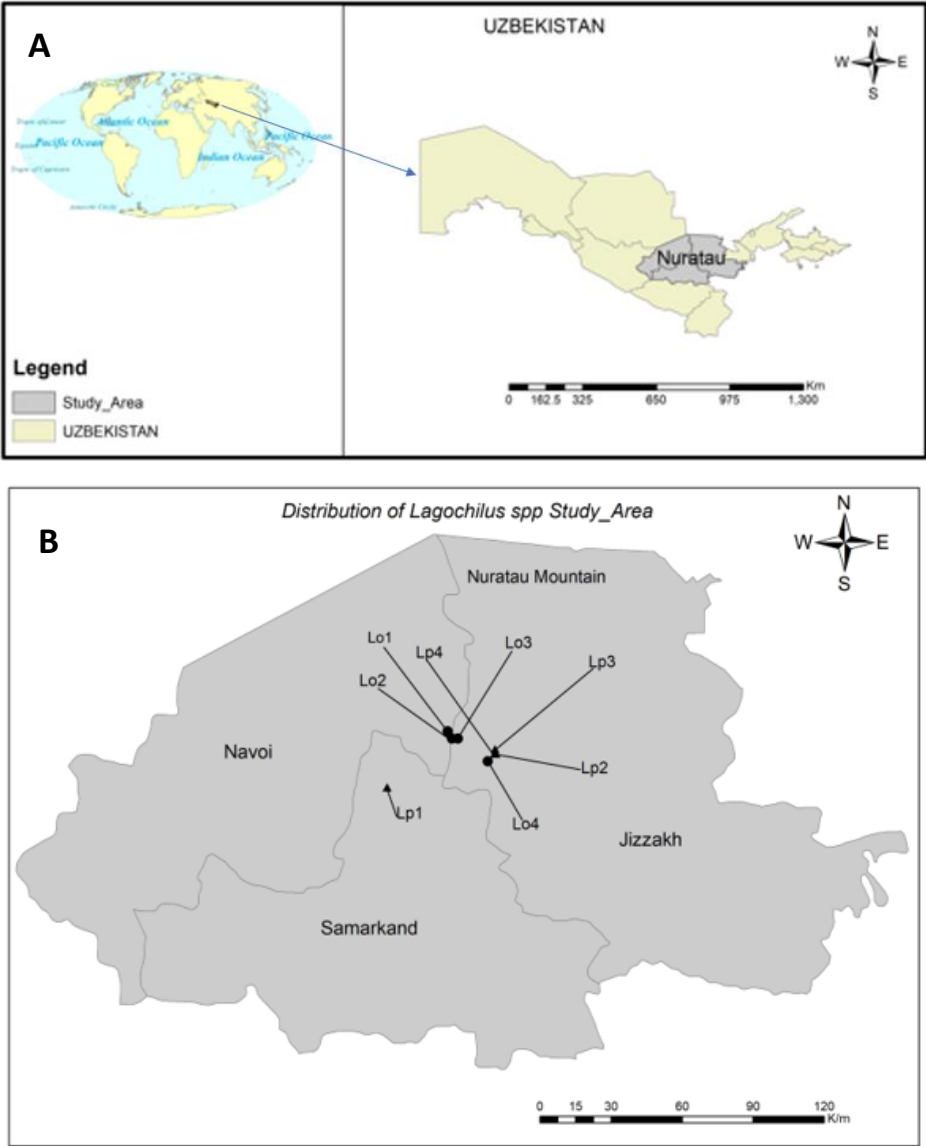 A
UZBEKISTAN
N
W E
S
Atlantic Ocean
Pacific Ocean
Pacific Ocean
Indian Ocean
Nuratau
Legend
Study_Area
UZBEKISTAN
Km
0 162.5 325 650 975 1,300
Distribution of Lagochilus spp Study_Area
B
N
W E
S
Nuratau Mountain
Lo1
Lp4
Lo3
Lp3
Lo2
Navoi
Lp2
Lp1
Lo4
Jizzakh
Samarkand
0 15 30 60 90 120
K/m